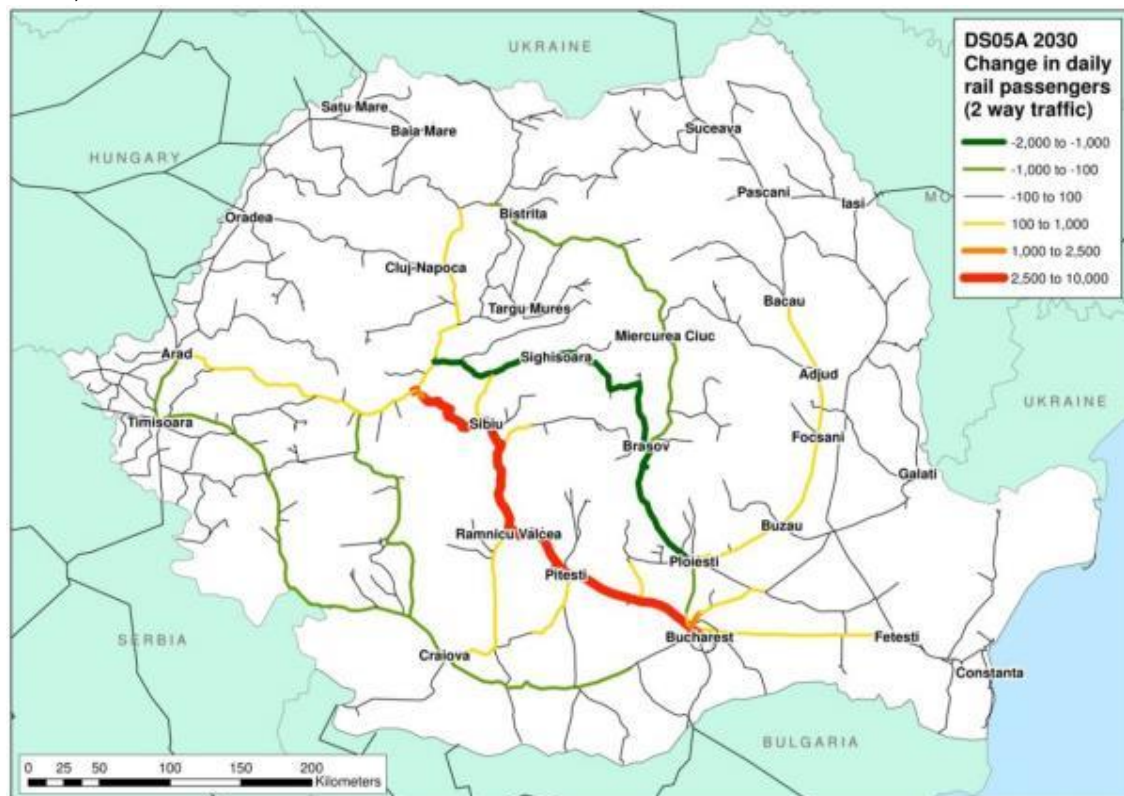 UKRAINE
DS05A 2030
Change in daily
rail passengers
(2 way traffic)
-2,000 to -1,000
-1,000 to -100
-100 to 100
100 to 1,000
1,000 to 2,500
2,500 to 10,000
Satu Mare
Baia Mare
Suceava
HUNGARY
Pascani
Iasi
MO
Oradea
Bistrita
Cluj-Napoca
Targu Mures
Bacau
Miercurea Ciuc
Arad
Sighisoara
Adjud
UKRAINE
Timisoara
Sibiu
Brasov
Focsani
Galati
Ramnicu Valcea
Buzau
Pitesti
Ploiesti
SERBIA
Craiova
Bucharest
Fetesti
Constanta
BULGARIA
0 25 50 100 150 200
Kilometers